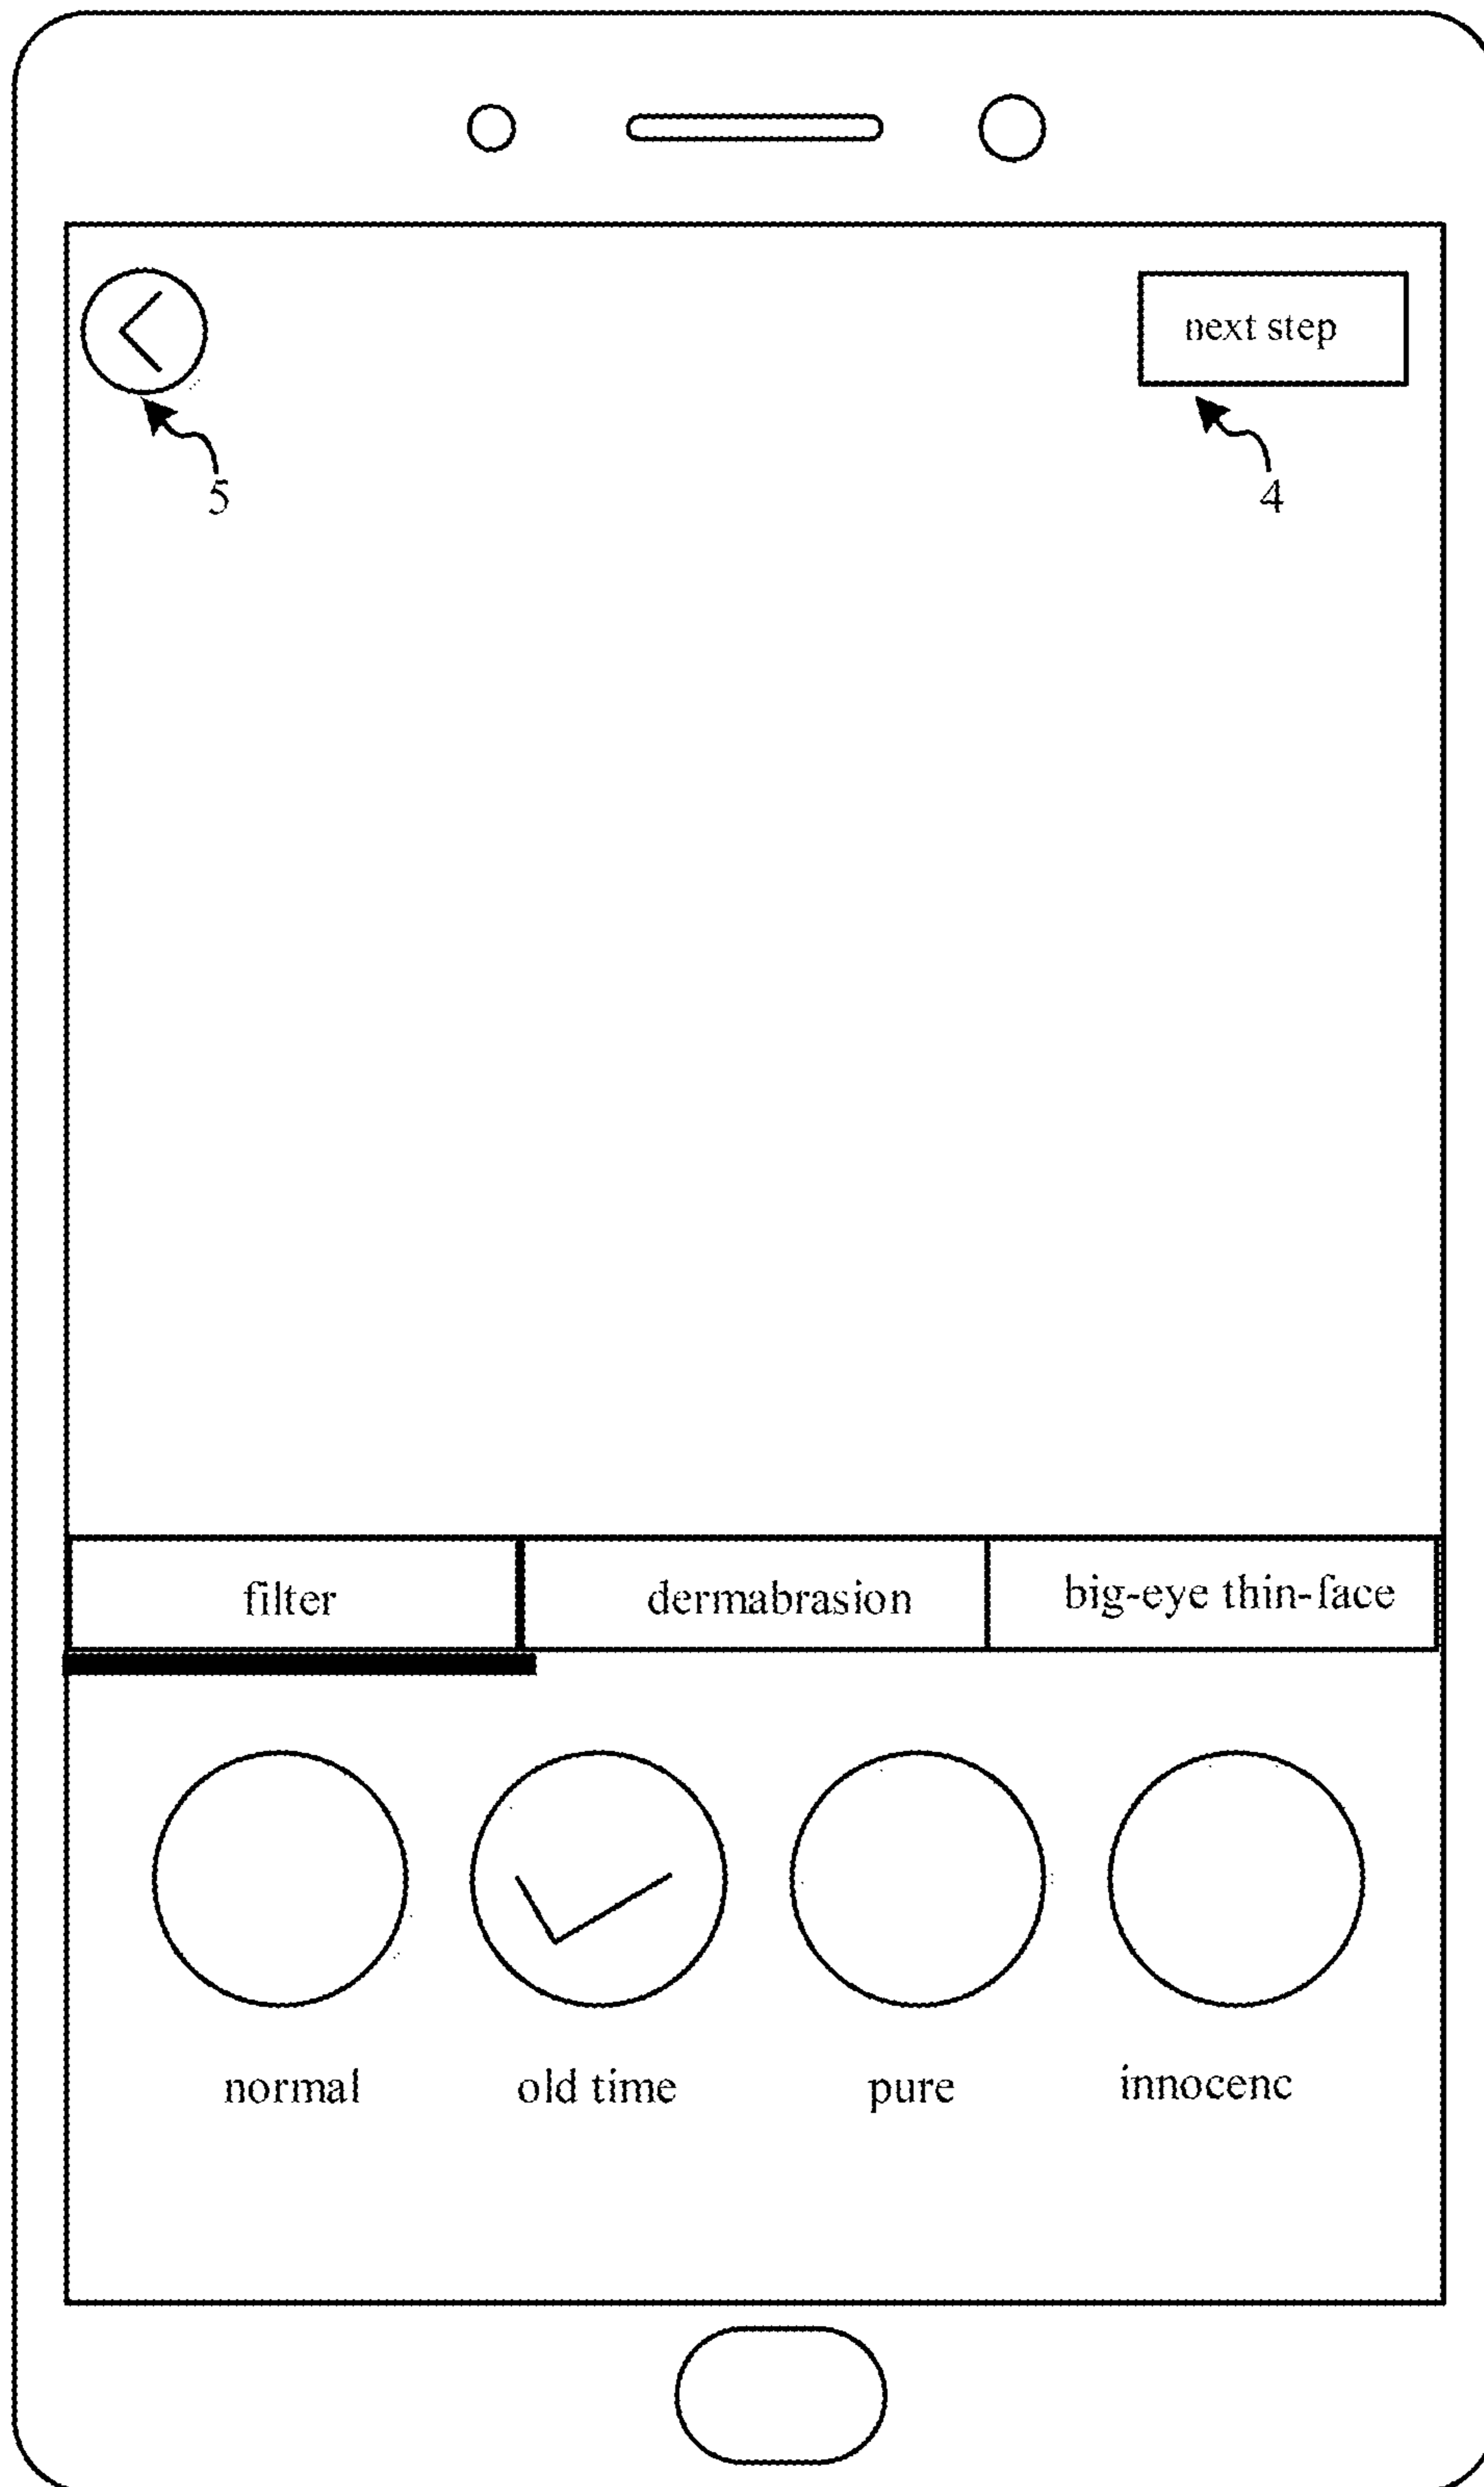 next step
5
4
filter
dermabrasion
big-eye thin-face
normal
old time
pure
innocenc